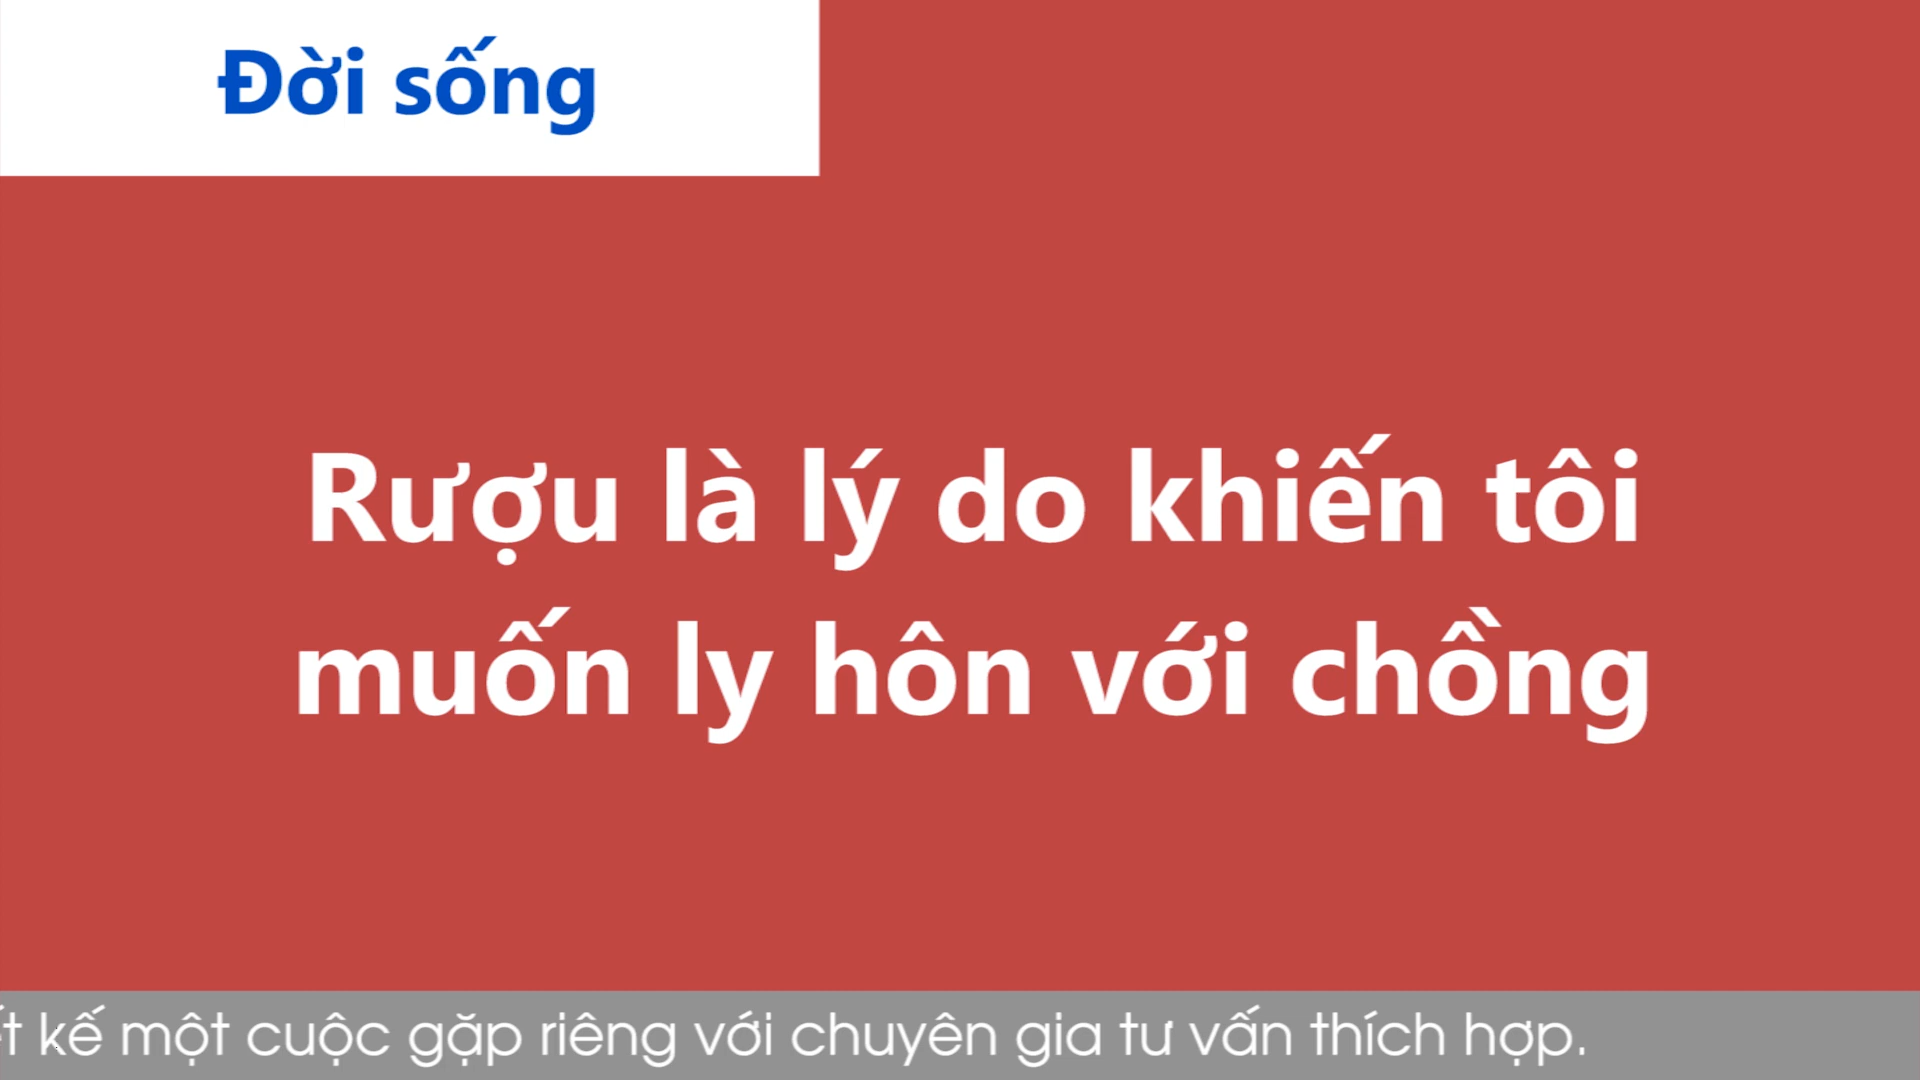 Đời sống
Rượu là lý do khiến tôi
muốn ly hôn với chồng
kế một cuộc gặp riêng với chuyên gia tư vấn thích hợp.